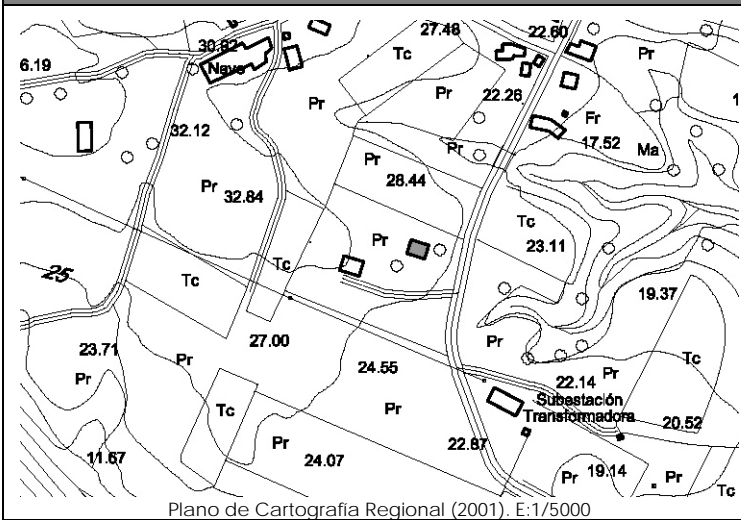 30.82
27.48
22.60
6.19
Nave
Tc
Pr
Pr
Pr
22.26
Fr
32.12
17.52
Pr
Ma
Pr
28.44
Pr
32.84
Tc
Pr
23.11
25
Tc
Tc
19.37
27.00
Pr
23.71
Pr
24.55
Pr
Tc
Pr
22.14
Tc
Pr
Subestación
Transformadora
20.52
Pr
22.87
11.67
24.07
Pr
19.14
Pr
Tc
Plano de Cartografía Regional (2001). E:1/5000